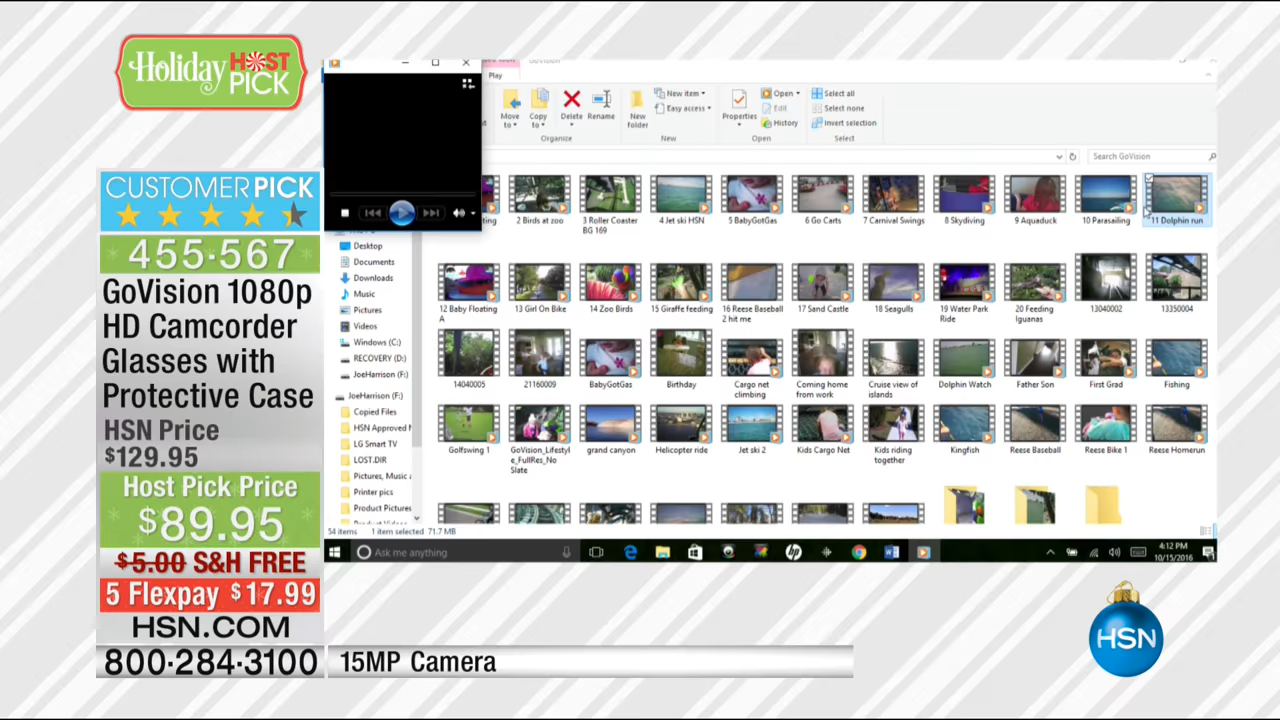 Holiday HOST PICK
CUSTOMER PICK
455-567
GoVision 1080p
HD Camcorder
Glasses with
Protective Case
HSN Price
$129.95
Host Pick Price
$89.95
$5.00 S&H FREE
5 Flexpay $17.99
HSN.COM
800-284-3100
15MP Camera
HSN
GoVision
Play
Move to
Copy to
Delete
Rename
New folder
New item
Easy access
Properties
Open
Edit
History
Select all
Select none
Invert selection
Organize
New
Open
Select
Search GoVision
2 Birds at zoo
3 Roller Coaster BG 169
4 Jet ski HSN
5 BabyGotGas
6 Go Carts
7 Carnival Swings
8 Skydiving
9 Aquaduck
10 Parasailing
11 Dolphin run
Desktop
Documents
Downloads
Music
Pictures
Videos
Windows (C:)
RECOVERY (D:)
JoeHarrison (F:)
JoeHarrison (F:)
Copied Files
HSN Approved
LG Smart TV
LOST.DIR
Pictures, Music
Printer pics
Product Pictures
12 Baby Floating A
13 Girl On Bike
14 Zoo Birds
15 Giraffe feeding
16 Reese Baseball 2 hit me
17 Sand Castle
18 Seagulls
19 Water Park Ride
20 Feeding Iguanas
13040002
13350004
14040005
21160009
BabyGotGas
Birthday
Cargo net climbing
Coming home from work
Cruise view of islands
Dolphin Watch
Father Son
First Grad
Fishing
Golfswing 1
GoVision_Lifestyle_FullRes_No Slate
grand canyon
Helicopter ride
Jet ski 2
Kids Cargo Net
Kids riding together
Kingfish
Reese Baseball
Reese Bike 1
Reese Homerun
54 items 1 item selected 71.7 MB
Ask me anything
4:12 PM
10/15/2016